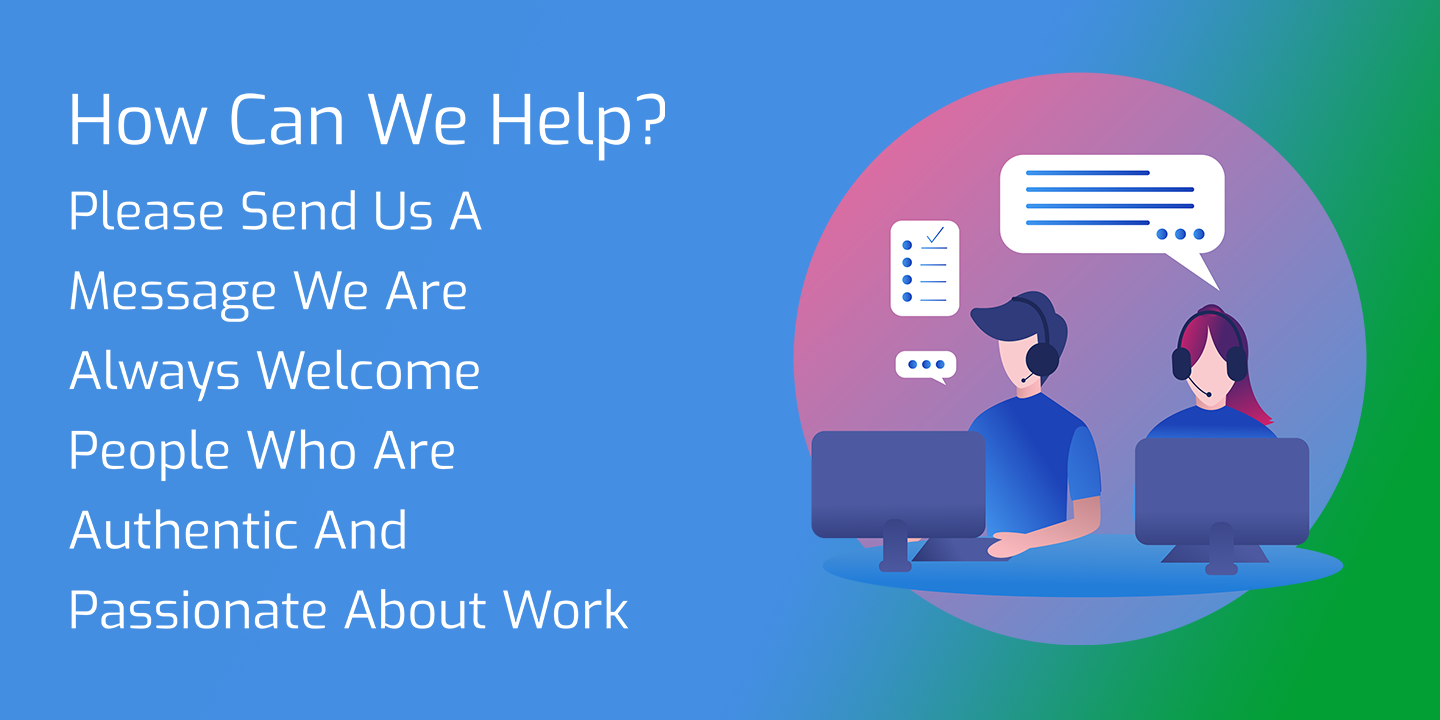 How Can We Help?
Please Send Us A
Message We Are
Always Welcome
People Who Are
Authentic And
Passionate About Work